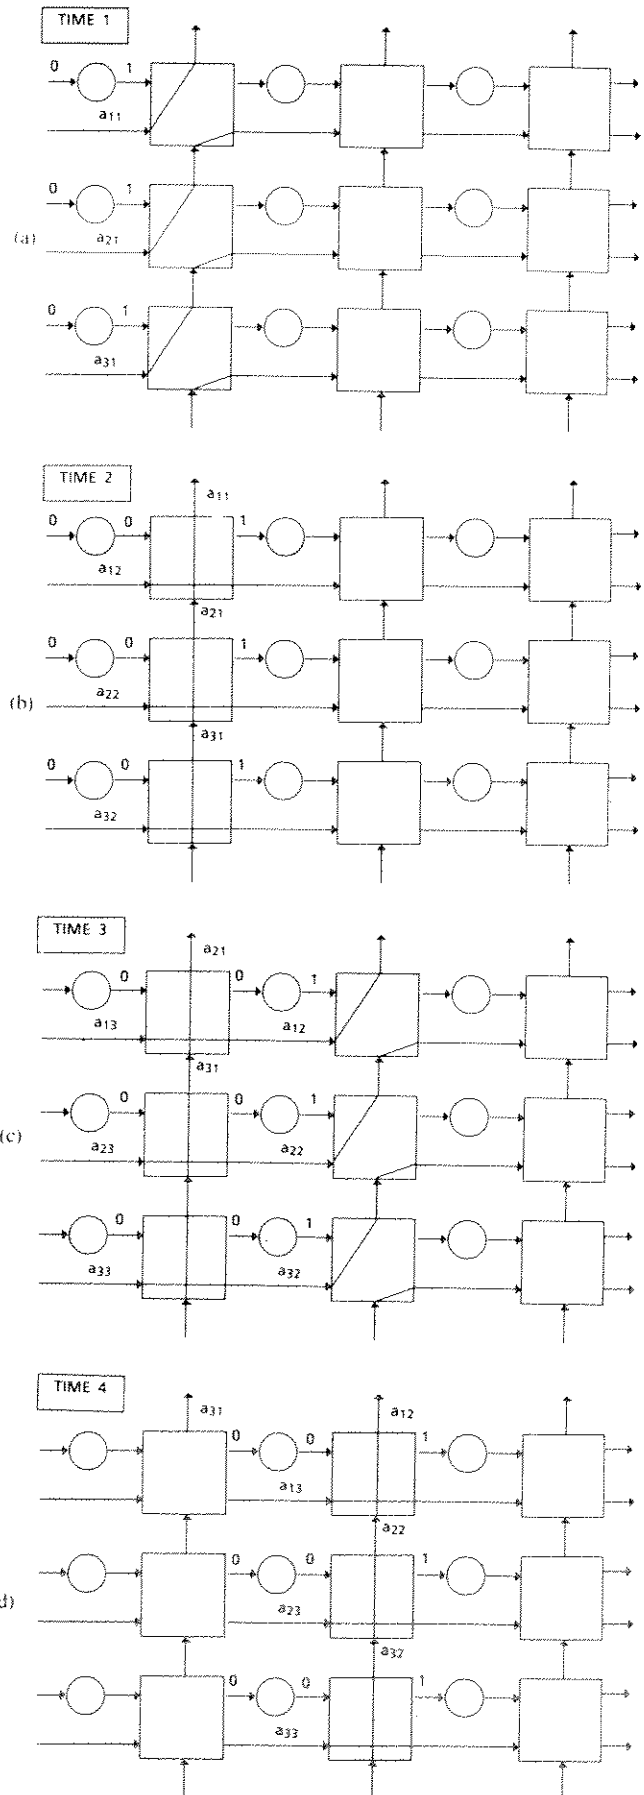 TIME 1
0 1
a11
0 1
(a)
a21
0 1
a31
TIME 2
a11
0 0 1
a12
a21
0 0 1
a22
(b)
a31
0 0 1
a32
TIME 3
a21
0 0 1
a13 a12
a31
0 0 1
(c)
a23 a22
0 0 1
a33 a32
TIME 4
a31 a12
0 0 1
a13
a22
0 0 1
d)
a23
a32
0 0 1
a33